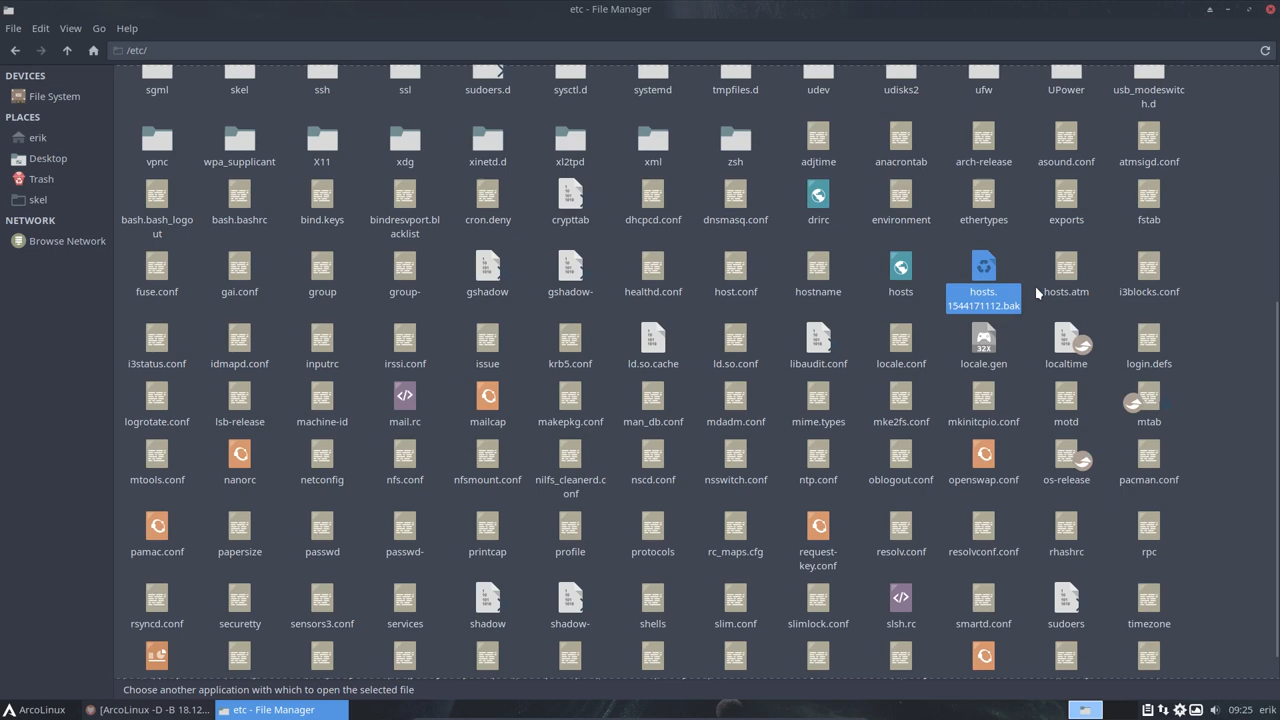 etc - File Manager
File Edit View Go Help
/etc/
DEVICES
File System
PLACES
erik
Desktop
Trash
skel
NETWORK
Browse Network
sgml skel ssh ssl sudoers.d sysctl.d systemd tmpfiles.d udev udisks2 ufw UPower usb_modeswitc
h.d
vpnc wpa_supplicant X11 xdg xinetd.d xl2tpd xml zsh adjtime anacrontab arch-release asound.conf atmsigd.conf
bash.bash_logo bash.bashrc bind.keys bindresvport.bl cron.deny crypttab dhcpcd.conf dnsmasq.conf drirc environment ethertypes exports fstab
ut acklist
fuse.conf gai.conf group group- gshadow gshadow- healthd.conf host.conf hostname hosts hosts. hosts.atm i3blocks.conf
1544171112.bak
i3status.conf idmapd.conf inputrc irssi.conf issue krb5.conf ld.so.cache ld.so.conf libaudit.conf locale.conf locale.gen localtime login.defs
32X
logrotate.conf lsb-release machine-id mail.rc mailcap makepkg.conf man_db.conf mdadm.conf mime.types mke2fs.conf mkinitcpio.conf motd mtab
mtools.conf nanorc netconfig nfs.conf nfsmount.conf nilfs_cleanerd.c nscd.conf nsswitch.conf ntp.conf oblogout.conf openswap.conf os-release pacman.conf
onf
pamac.conf papersize passwd passwd- printcap profile protocols rc_maps.cfg request- resolv.conf resolvconf.conf rhashrc rpc
key.conf
rsyncd.conf securetty sensors3.conf services shadow shadow- shells slim.conf slimlock.conf slsh.rc smartd.conf sudoers timezone
Choose another application with which to open the selected file
ArcoLinux [ArcoLinux -D -B 18.12... etc - File Manager 09:25 erik